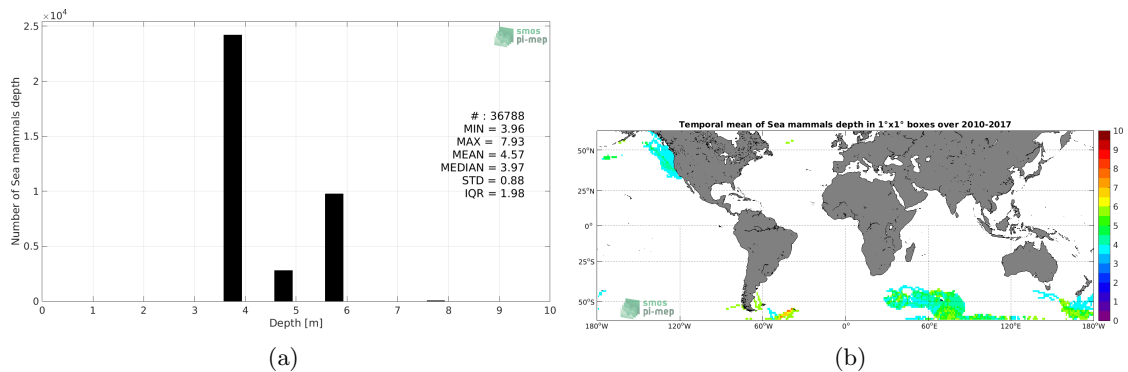 ×10⁴
2.5
2
1.5
1
0.5
0
0 1 2 3 4 5 6 7 8 9 10
Number of Sea mammals depth
Depth [m]
smos
pi-mep
# : 36788
MIN = 3.96
MAX = 7.93
MEAN = 4.57
MEDIAN = 3.97
STD = 0.88
IQR = 1.98
(a)
Temporal mean of Sea mammals depth in 1°x1° boxes over 2010-2017
50°N
25°N
0°
25°S
50°S
180°W 120°W 60°W 0° 60°E 120°E 180°W
smos
pi-mep
10
9
8
7
6
5
4
3
2
1
0
(b)